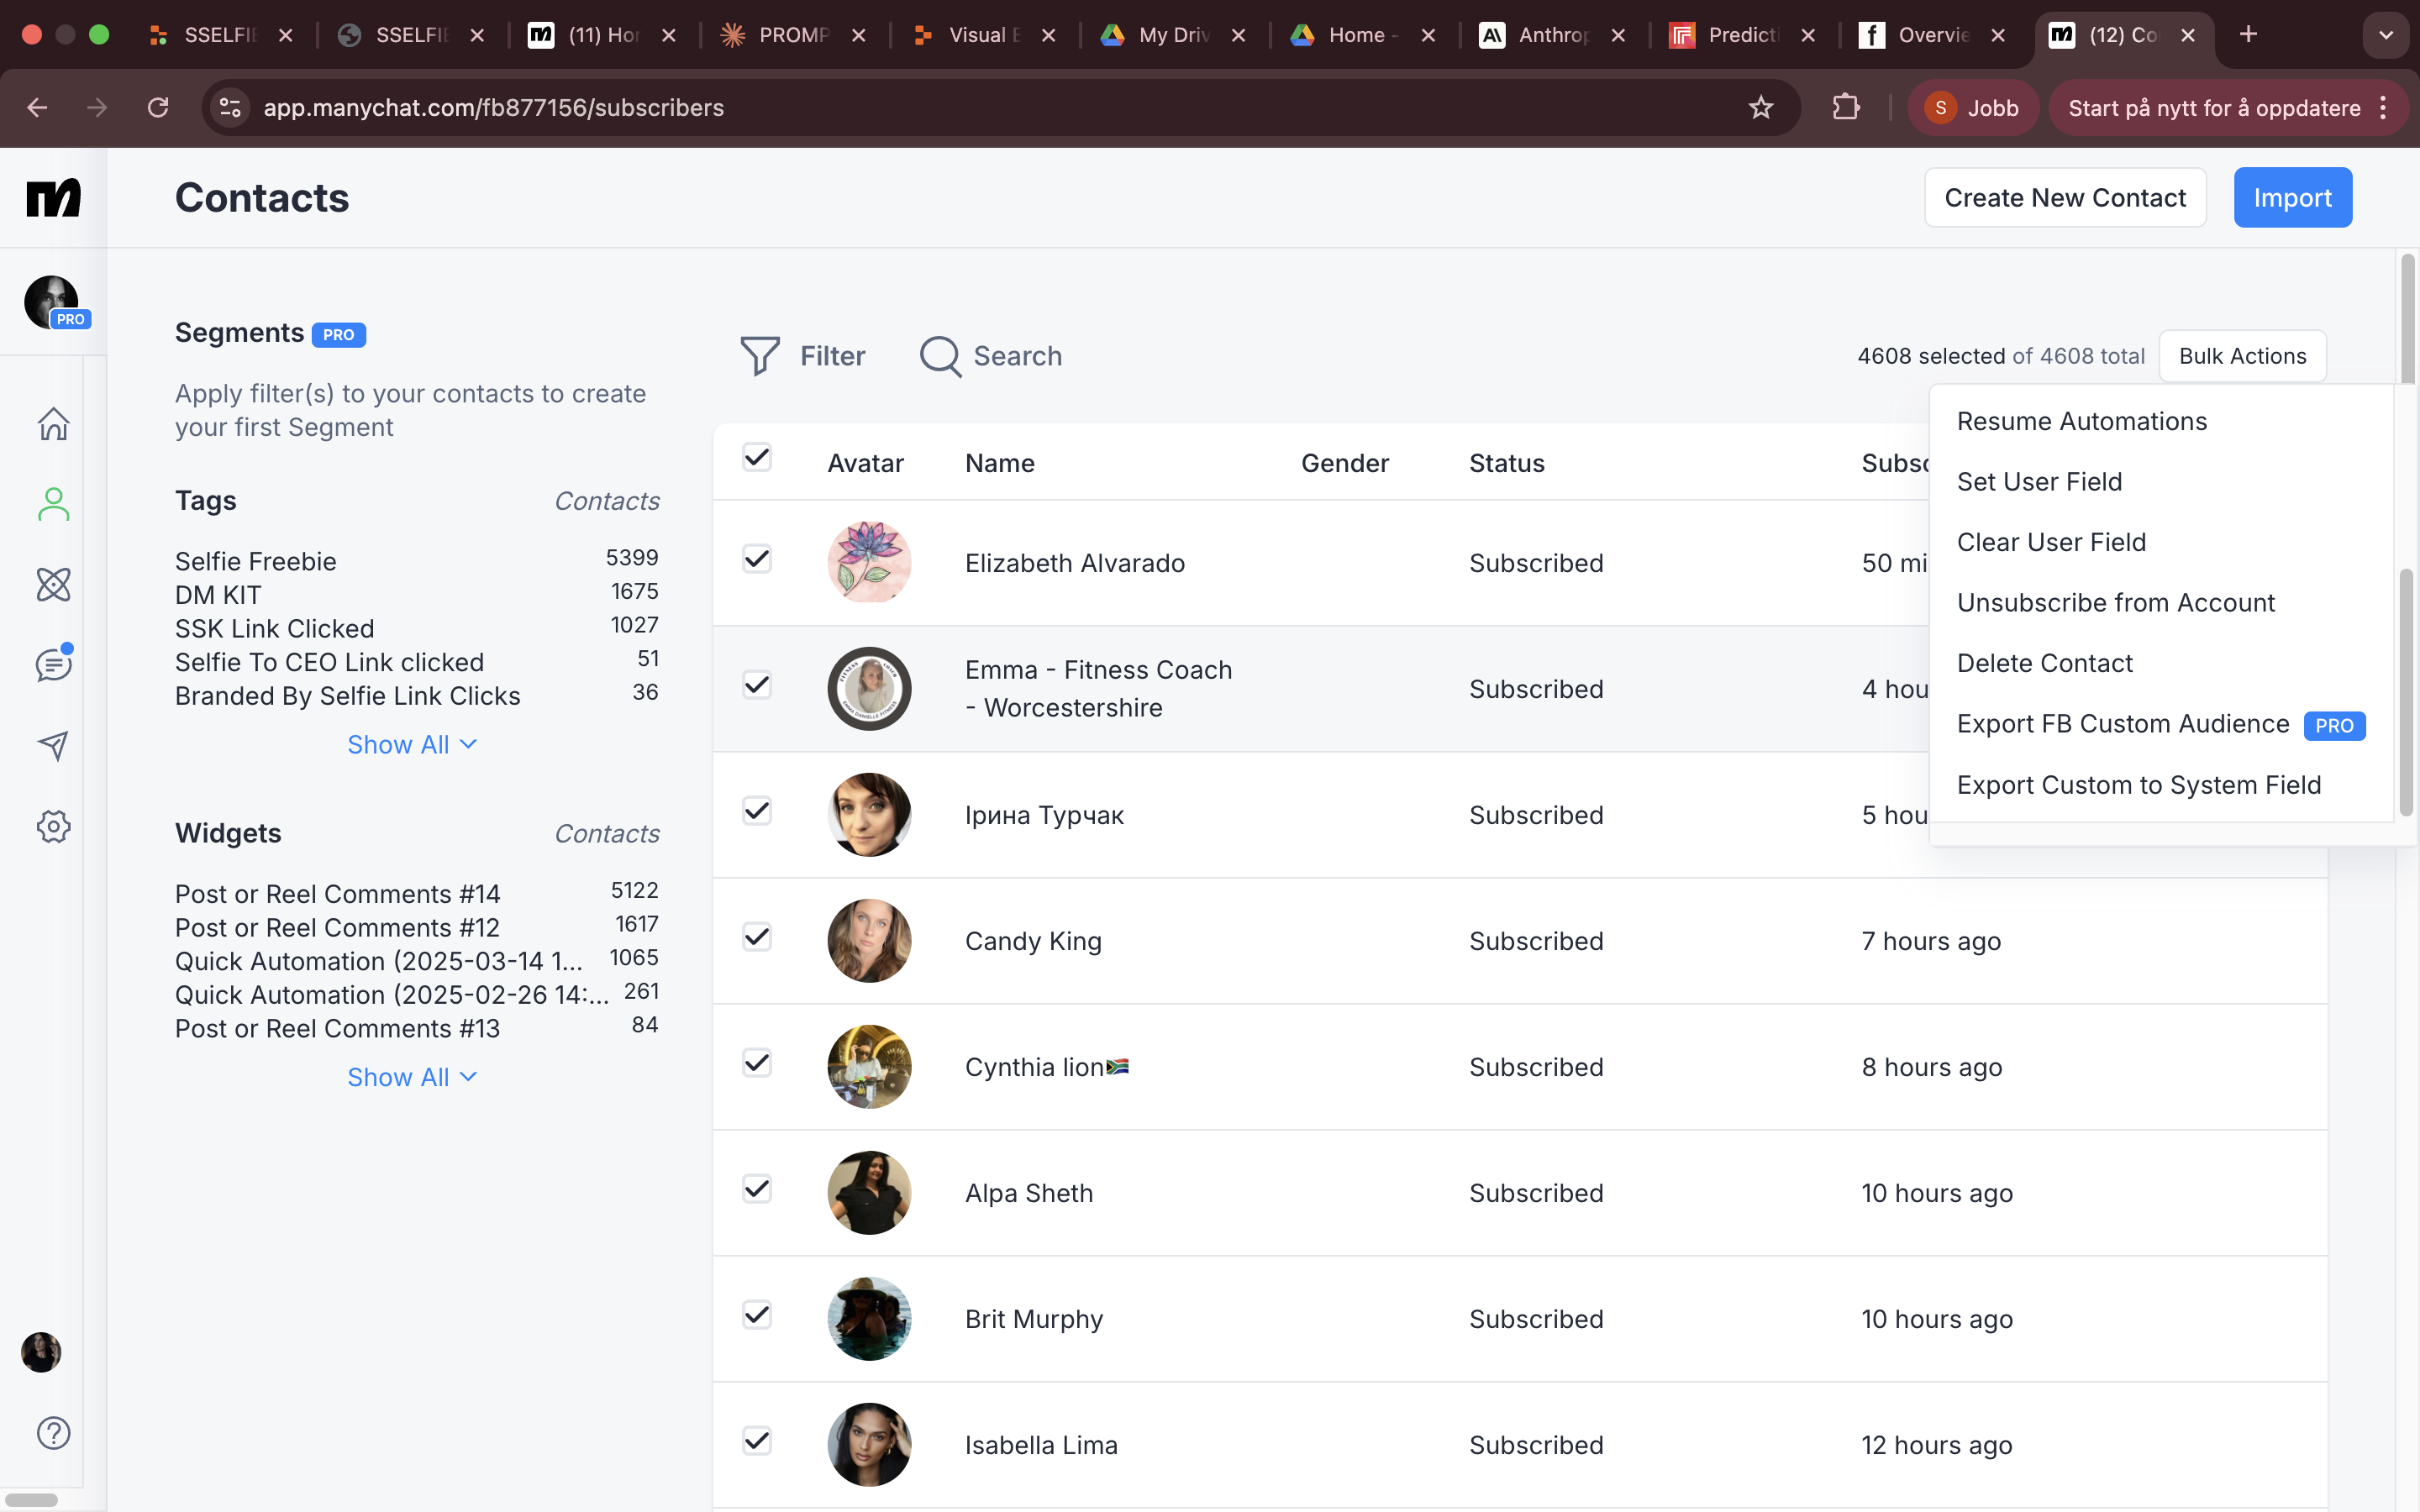 SSELFIE
SSELFIE
(11) Hor
PROMP
Visual E
My Driv
Home -
Anthrop
Predicti
Overvie
(12) Co
app.manychat.com/fb877156/subscribers
S
Jobb
Start på nytt for å oppdatere
Contacts
Create New Contact
Import
PRO
Segments PRO
Apply filter(s) to your contacts to create
your first Segment
Tags Contacts
Selfie Freebie 5399
DM KIT 1675
SSK Link Clicked 1027
Selfie To CEO Link clicked 51
Branded By Selfie Link Clicks 36
Show All
Widgets Contacts
Post or Reel Comments #14 5122
Post or Reel Comments #12 1617
Quick Automation (2025-03-14 1... 1065
Quick Automation (2025-02-26 14:... 261
Post or Reel Comments #13 84
Show All
Filter
Search
4608 selected of 4608 total
Bulk Actions
Resume Automations
Set User Field
Clear User Field
Unsubscribe from Account
Delete Contact
Export FB Custom Audience PRO
Export Custom to System Field
Avatar Name Gender Status Subsc
Elizabeth Alvarado Subscribed 50 mi
Emma - Fitness Coach
- Worcestershire Subscribed 4 hou
Ірина Турчак Subscribed 5 hou
Candy King Subscribed 7 hours ago
Cynthia lion🇿🇦 Subscribed 8 hours ago
Alpa Sheth Subscribed 10 hours ago
Brit Murphy Subscribed 10 hours ago
Isabella Lima Subscribed 12 hours ago